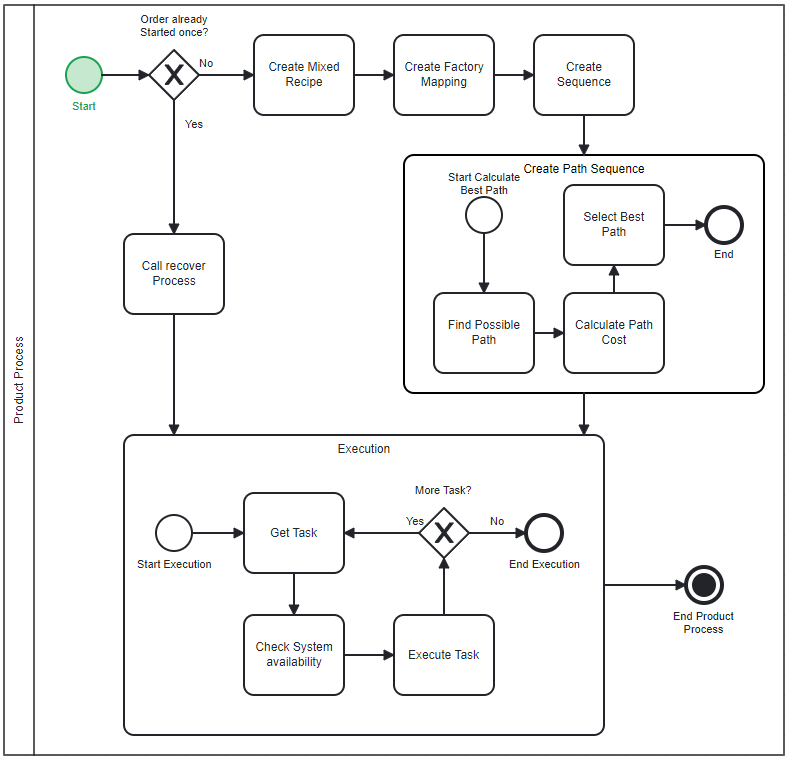 Order already
Started once?
Start
No
Yes
Create Mixed
Recipe
Create Factory
Mapping
Create
Sequence
Create Path Sequence
Start Calculate
Best Path
Select Best
Path
End
Find Possible
Path
Calculate Path
Cost
Call recover
Process
Product Process
Execution
More Task?
Start Execution
Get Task
Yes
No
End Execution
Check System
availability
Execute Task
End Product
Process